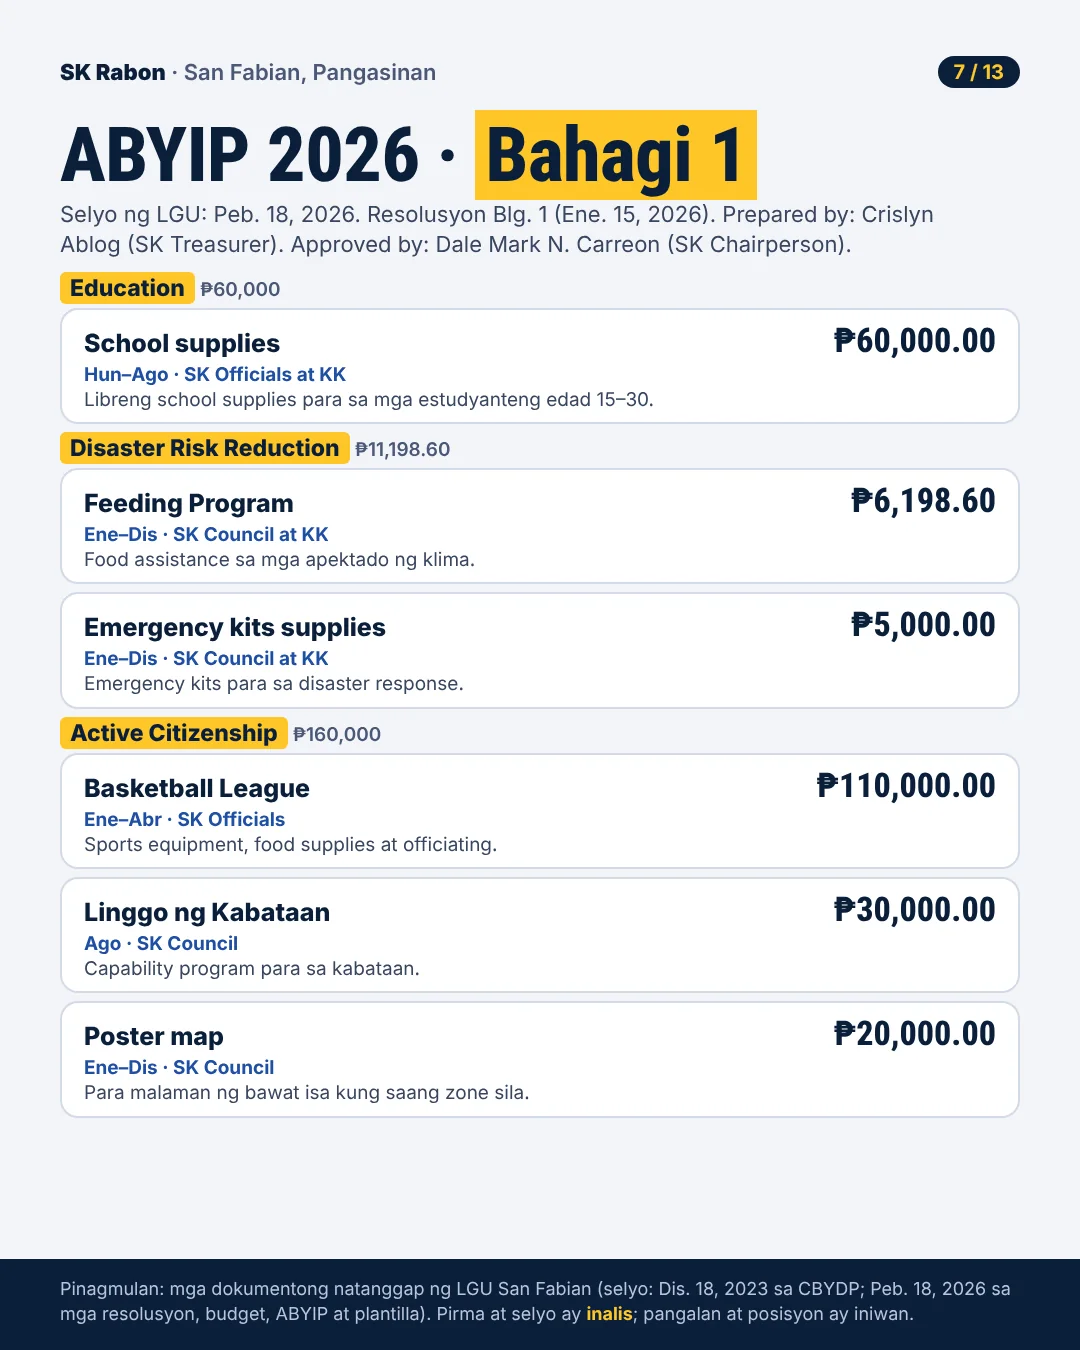 SK Rabon · San Fabian, Pangasinan
7 / 13
ABYIP 2026 · Bahagi 1
Selyo ng LGU: Peb. 18, 2026. Resolusyon Blg. 1 (Ene. 15, 2026). Prepared by: Crislyn
Ablog (SK Treasurer). Approved by: Dale Mark N. Carreon (SK Chairperson).
Education ₱60,000
School supplies ₱60,000.00
Hun–Ago · SK Officials at KK
Libreng school supplies para sa mga estudyanteng edad 15–30.
Disaster Risk Reduction ₱11,198.60
Feeding Program ₱6,198.60
Ene–Dis · SK Council at KK
Food assistance sa mga apektado ng klima.
Emergency kits supplies ₱5,000.00
Ene–Dis · SK Council at KK
Emergency kits para sa disaster response.
Active Citizenship ₱160,000
Basketball League ₱110,000.00
Ene–Abr · SK Officials
Sports equipment, food supplies at officiating.
Linggo ng Kabataan ₱30,000.00
Ago · SK Council
Capability program para sa kabataan.
Poster map ₱20,000.00
Ene–Dis · SK Council
Para malaman ng bawat isa kung saang zone sila.
Pinagmulan: mga dokumentong natanggap ng LGU San Fabian (selyo: Dis. 18, 2023 sa CBYDP; Peb. 18, 2026 sa
mga resolusyon, budget, ABYIP at plantilla). Pirma at selyo ay inalis; pangalan at posisyon ay iniwan.